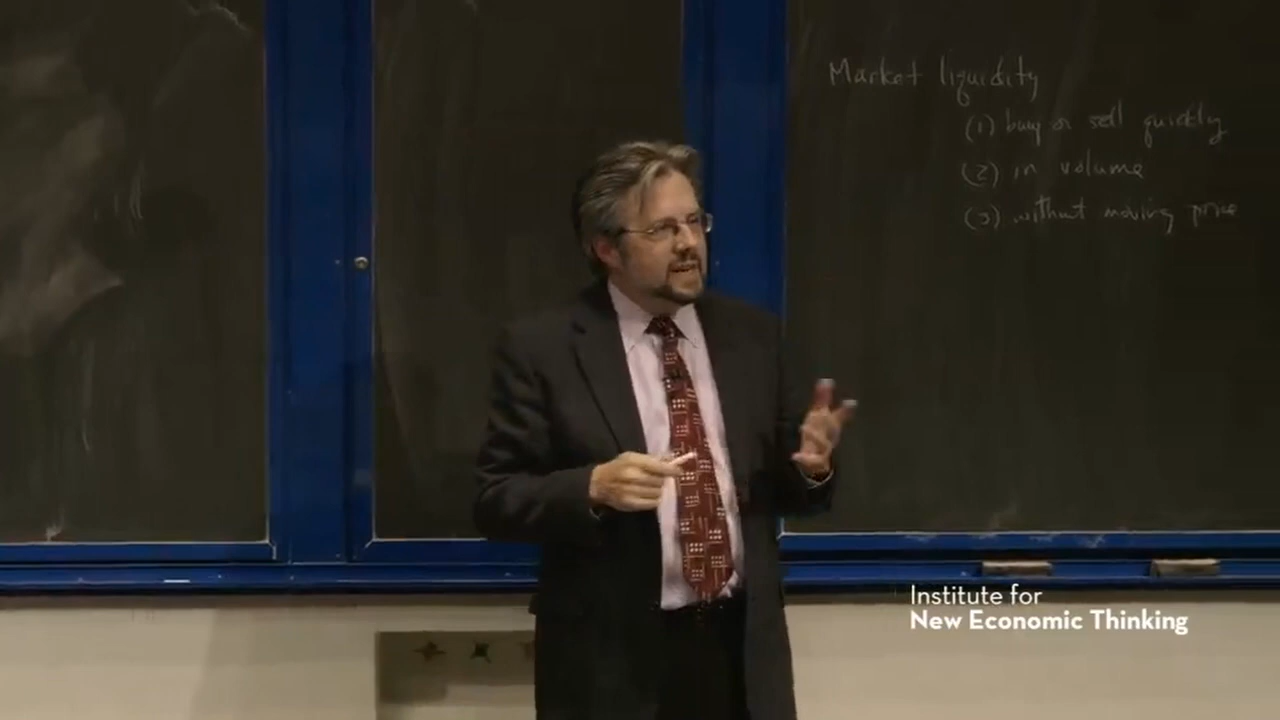 Market liquidity
(1) buy or sell quickly
(2) in volume
(3) without moving price
Institute for
New Economic Thinking